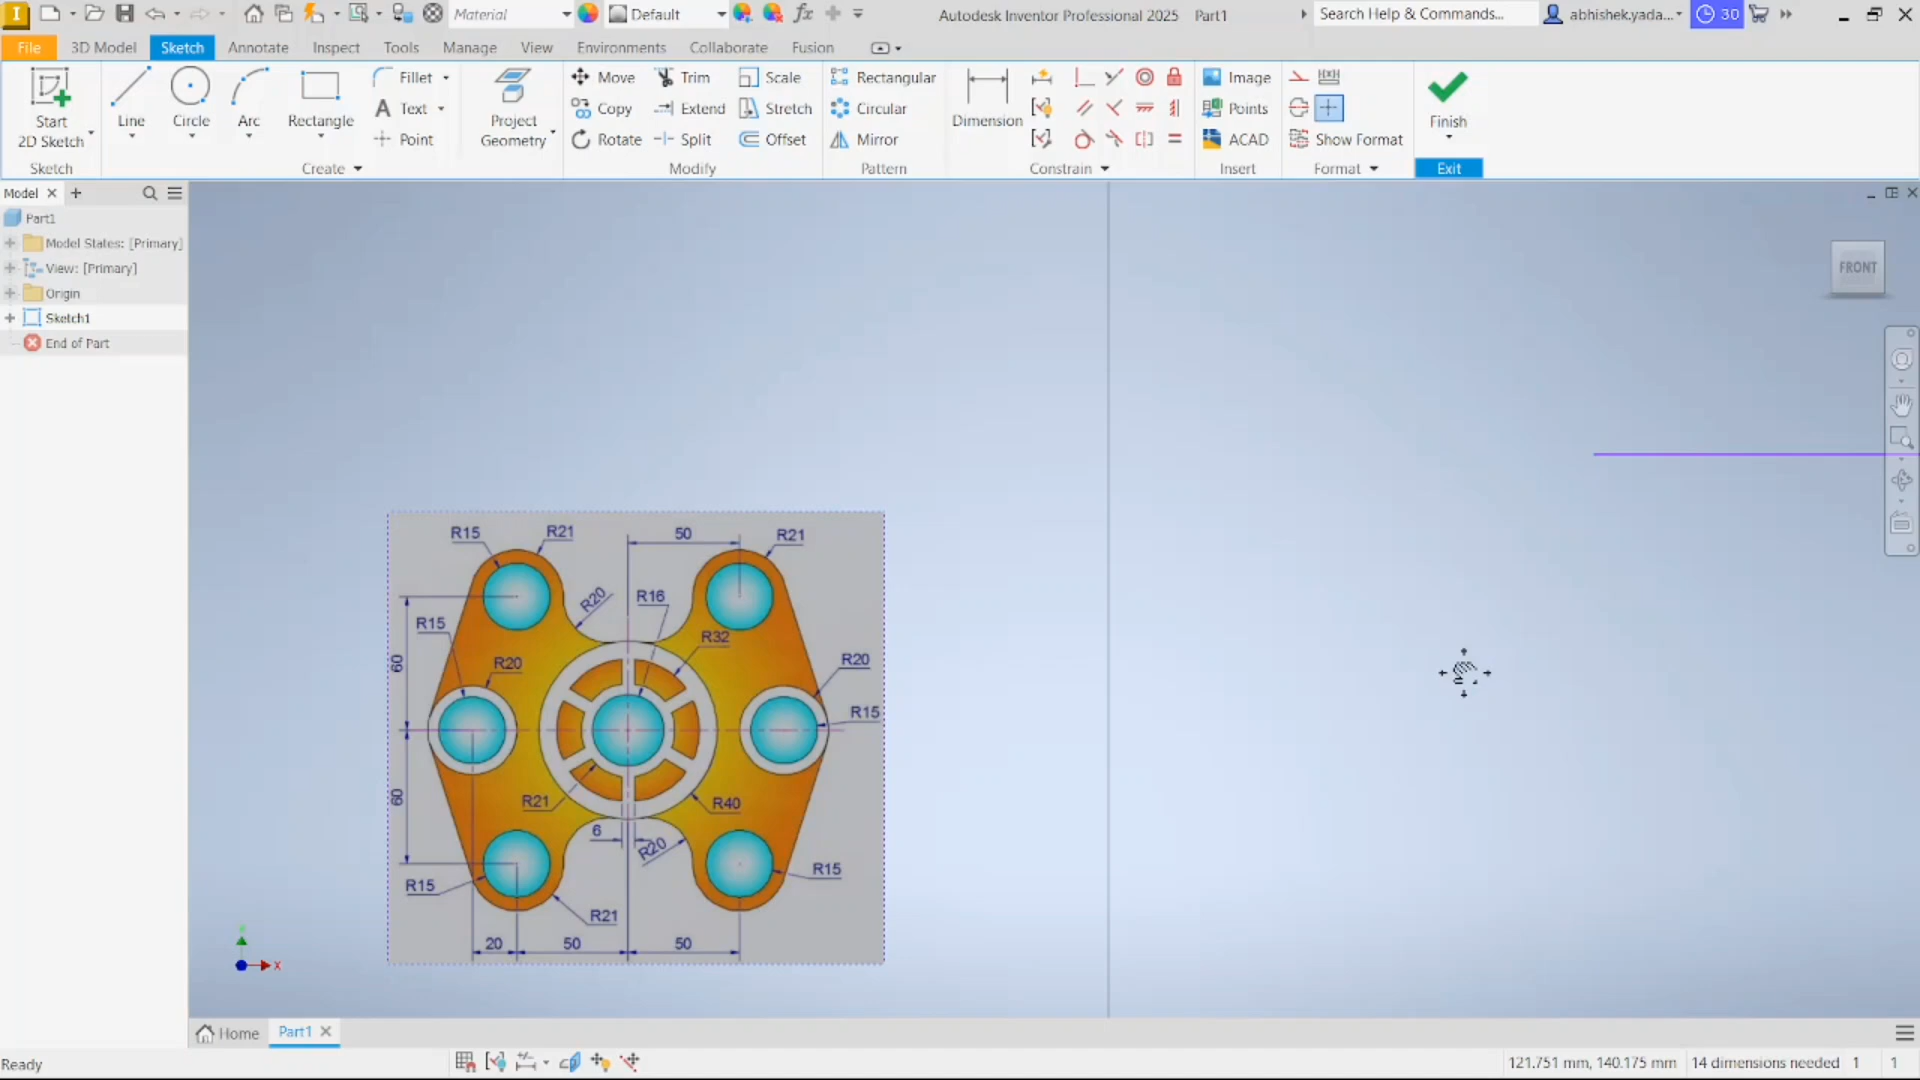 I Material Default fx Autodesk Inventor Professional 2025 Part1 Search Help & Commands... abhishek.yada... 30
File 3D Model Sketch Annotate Inspect Tools Manage View Environments Collaborate Fusion
Start 2D Sketch
Line Circle Arc Rectangle
Fillet
Text
Point
Project Geometry
Move Trim Scale
Copy Extend Stretch
Rotate Split Offset
Rectangular
Circular
Mirror
Dimension
Image
Points
ACAD
Show Format
Finish
Sketch Create Modify Pattern Constrain Insert Format Exit
Model
Part1
Model States: [Primary]
View: [Primary]
Origin
Sketch1
End of Part
FRONT
R15 R21 50 R21
R20 R16
R15 R32
60 R20 R20
R15
60 R21 R40
6 R20
R15 R15
R21
20 50 50
X
Home Part1
Ready 121.751 mm, 140.175 mm 14 dimensions needed 1 1